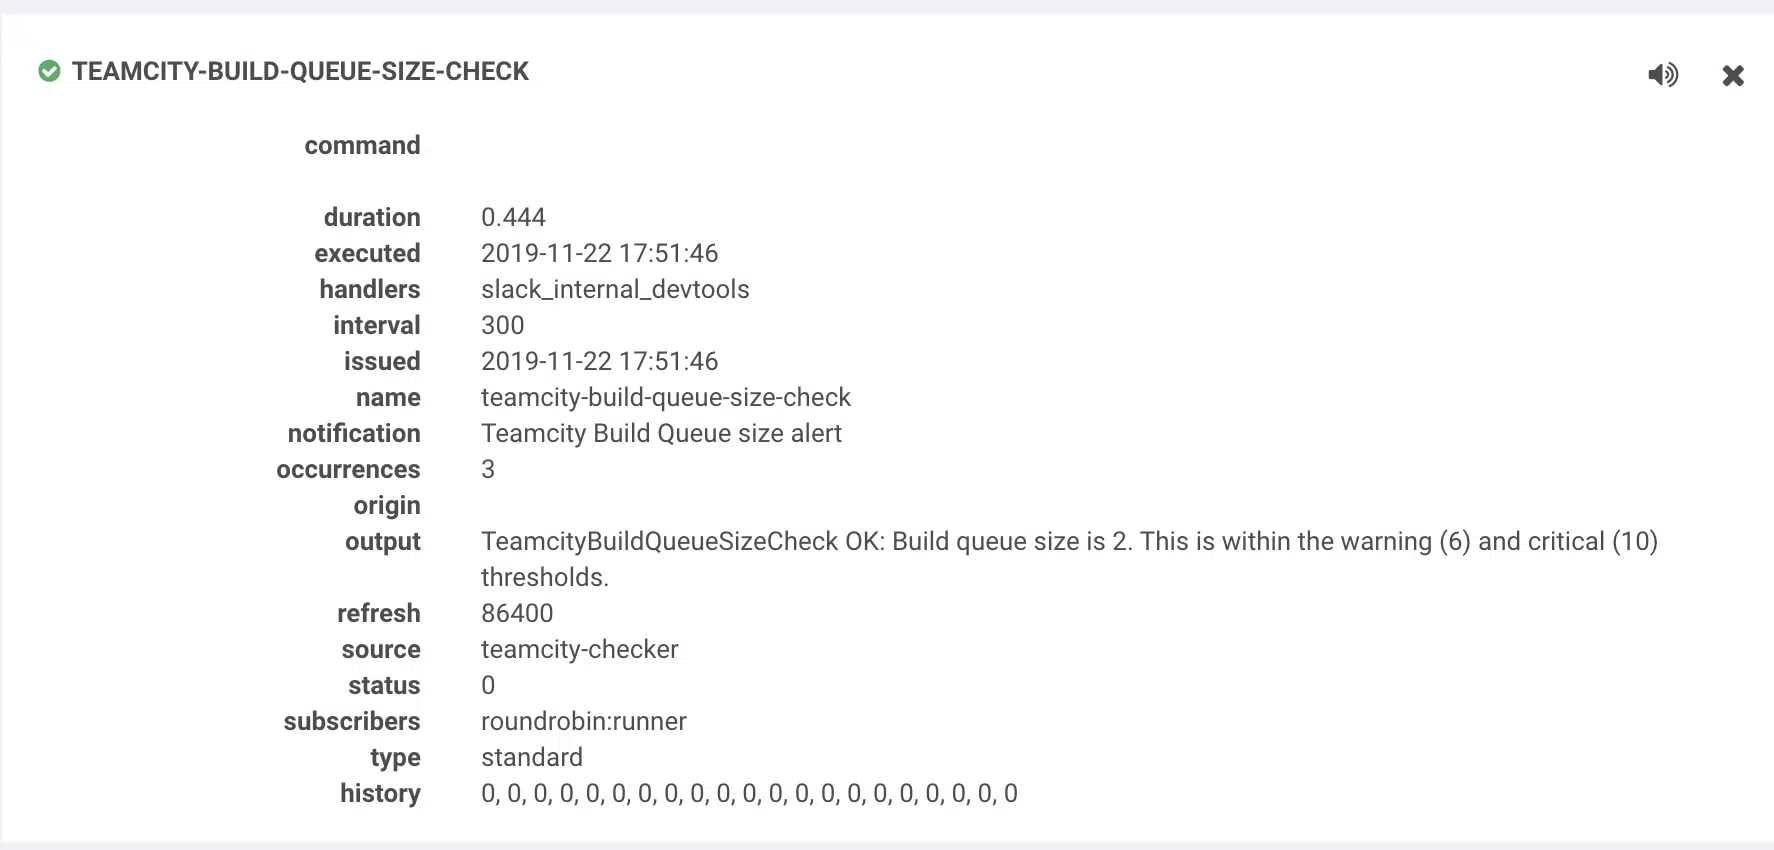 TEAMCITY-BUILD-QUEUE-SIZE-CHECK
command
duration 0.444
executed 2019-11-22 17:51:46
handlers slack_internal_devtools
interval 300
issued 2019-11-22 17:51:46
name teamcity-build-queue-size-check
notification Teamcity Build Queue size alert
occurrences 3
origin
output TeamcityBuildQueueSizeCheck OK: Build queue size is 2. This is within the warning (6) and critical (10)
thresholds.
refresh 86400
source teamcity-checker
status 0
subscribers roundrobin:runner
type standard
history 0, 0, 0, 0, 0, 0, 0, 0, 0, 0, 0, 0, 0, 0, 0, 0, 0, 0, 0, 0, 0